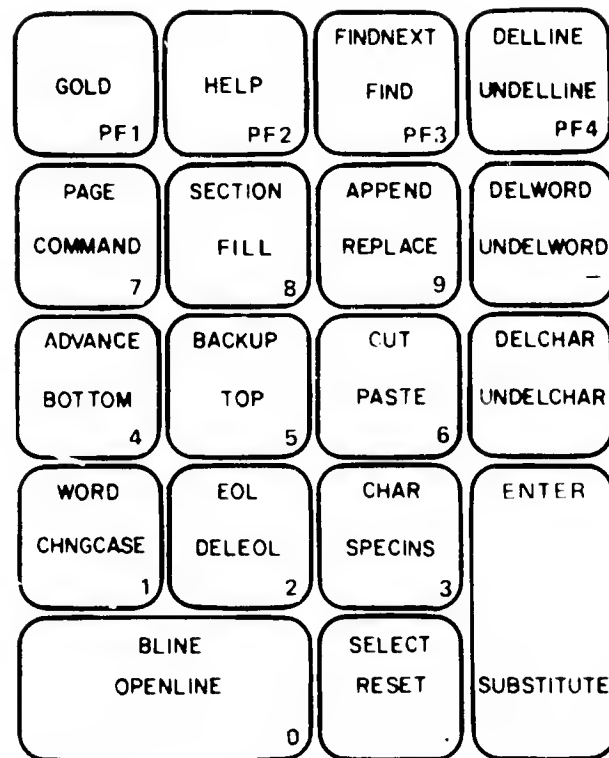 FINDNEXT DELLINE
GOLD HELP FIND UNDELLINE
PF1 PF2 PF3 PF4
PAGE SECTION APPEND DELWORD
COMMAND FILL REPLACE UNDELWORD
7 8 9 –
ADVANCE BACKUP CUT DELCHAR
BOTTOM TOP PASTE UNDELCHAR
4 5 6
WORD EOL CHAR ENTER
CHNGCASE DELEOL SPECINS
1 2 3
BLINE SELECT
OPENLINE RESET SUBSTITUTE
0 .